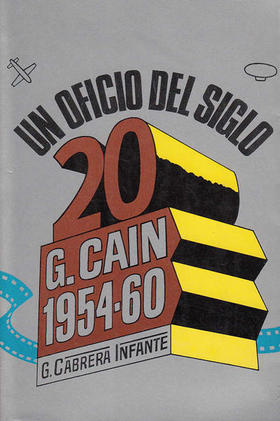 UN OFICIO DEL SIGLO
20
G. CAIN
1954-60
G. CABRERA INFANTE